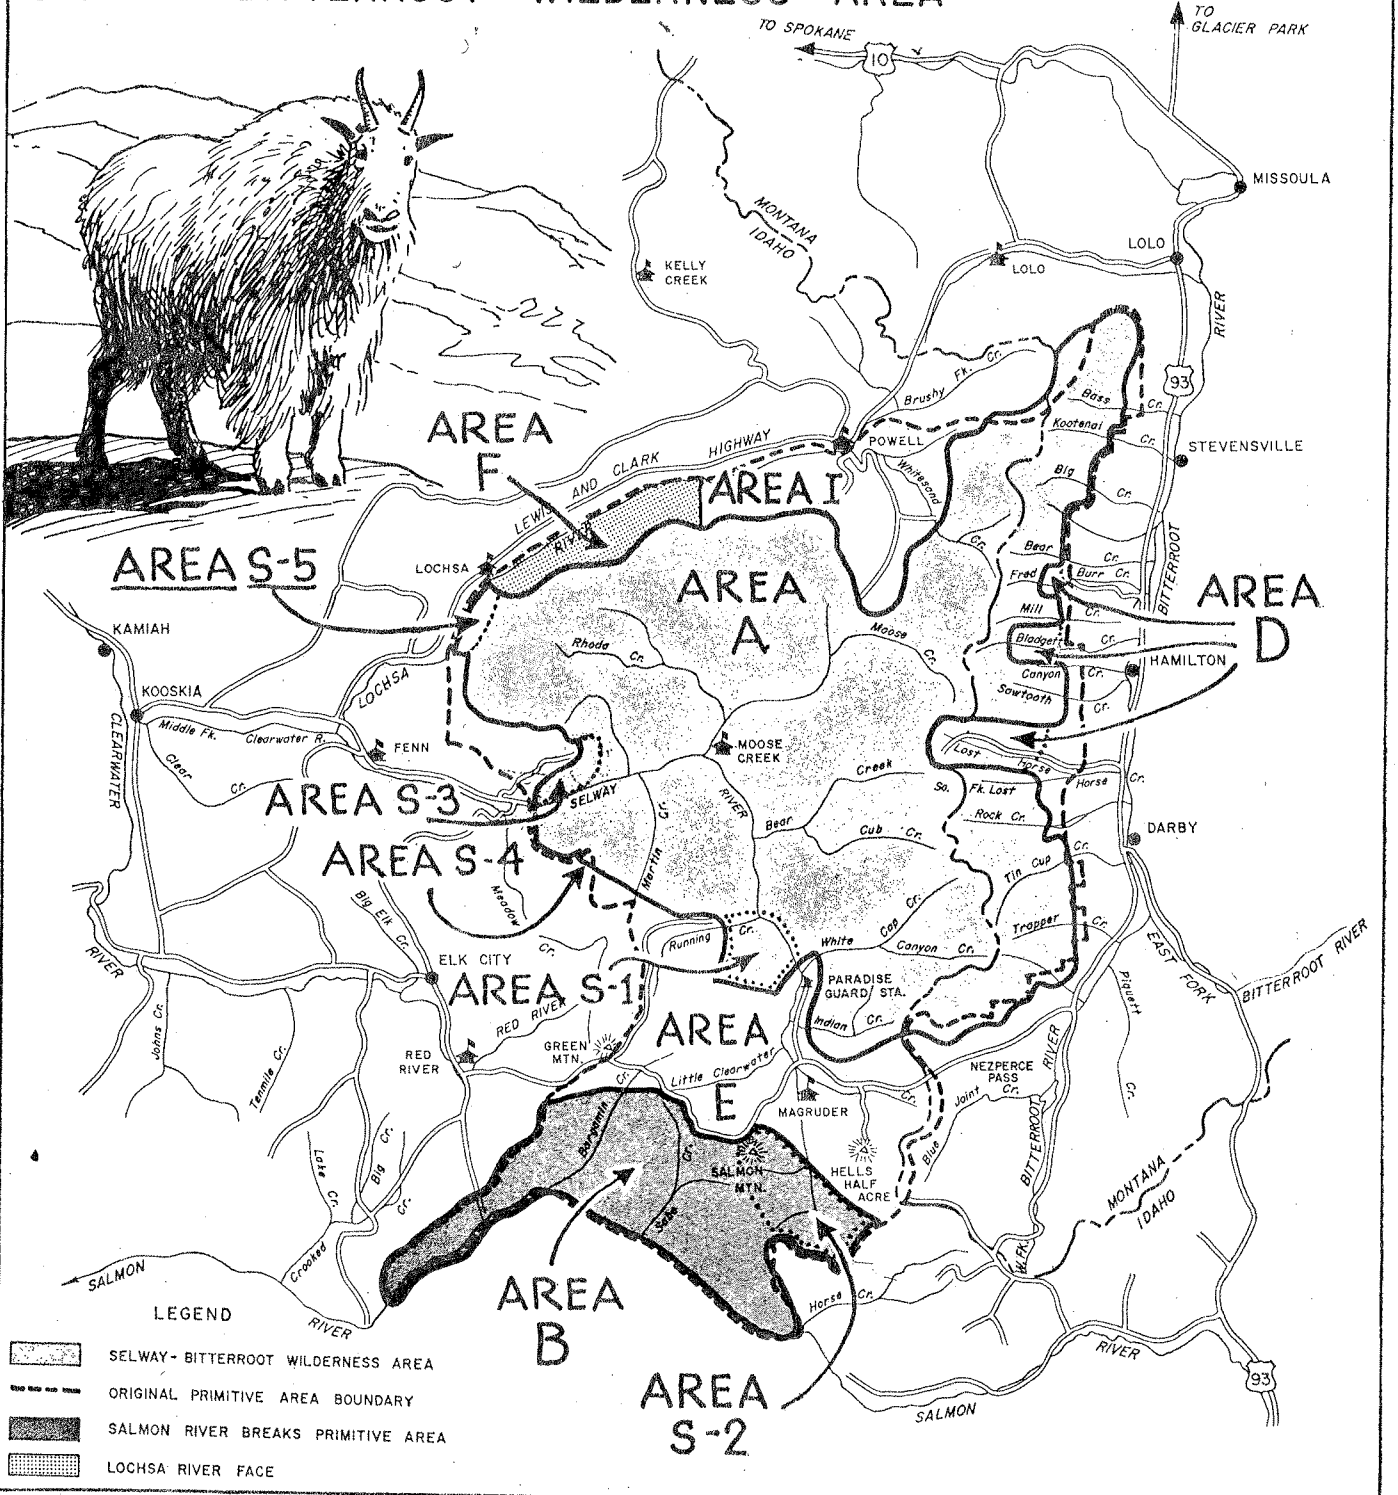 BITTERROOT WILDERNESS AREA
TO SPOKANE
10
TO
GLACIER PARK
MISSOULA
MONTANA
IDAHO
LOLO
LOLO
KELLY
CREEK
RIVER
93
Brushy Fk. Cr.
Bass Cr.
Kootenai Cr.
STEVENSVILLE
AREA
F
LEWIS AND CLARK HIGHWAY
POWELL
Whitesand Cr.
Big Cr.
AREA I
RIVER
LOCHSA
BITTERROOT
Bear Cr.
Fred Burr Cr.
AREA S-5
AREA
A
AREA
D
Mill Cr.
Blodgett Cr.
HAMILTON
Canyon Cr.
Sawtooth Cr.
KAMIAH
KOOSKIA
LOCHSA
Rhoda Cr.
Moose Cr.
Middle Fk. Clearwater R.
CLEARWATER
Clear Cr.
FENN
MOOSE
CREEK
Lost Horse Cr.
So. Fk. Lost Horse
AREA S-3
SELWAY
RIVER
Bear Creek
Cub Cr.
Rock Cr.
DARBY
AREA S-4
Martin Cr.
Meadow Cr.
Tin Cup Cr.
Big Elk Cr.
Trapper Cr.
Running Cr.
White Cap Cr.
Canyon Cr.
RIVER
ELK CITY
AREA S-1
PARADISE
GUARD STA.
EAST FORK
BITTERROOT RIVER
Piquett Cr.
Johns Cr.
RED RIVER
AREA
E
Indian Cr.
Tenmile Cr.
RED
RIVER
GREEN
MTN.
Little Clearwater
NEZPERCE
PASS
RIVER
MAGRUDER
Cr.
Blue Joint Cr.
BITTERROOT
W. FK.
Bargamin Cr.
Lake Cr.
Big Cr.
Cr.
SALMON
MTN.
HELLS
HALF
ACRE
MONTANA
IDAHO
Sabe Cr.
Crooked
SALMON
RIVER
AREA
B
Horse Cr.
AREA
S-2
SALMON
RIVER
93
LEGEND
SELWAY-BITTERROOT WILDERNESS AREA
ORIGINAL PRIMITIVE AREA BOUNDARY
SALMON RIVER BREAKS PRIMITIVE AREA
LOCHSA RIVER FACE